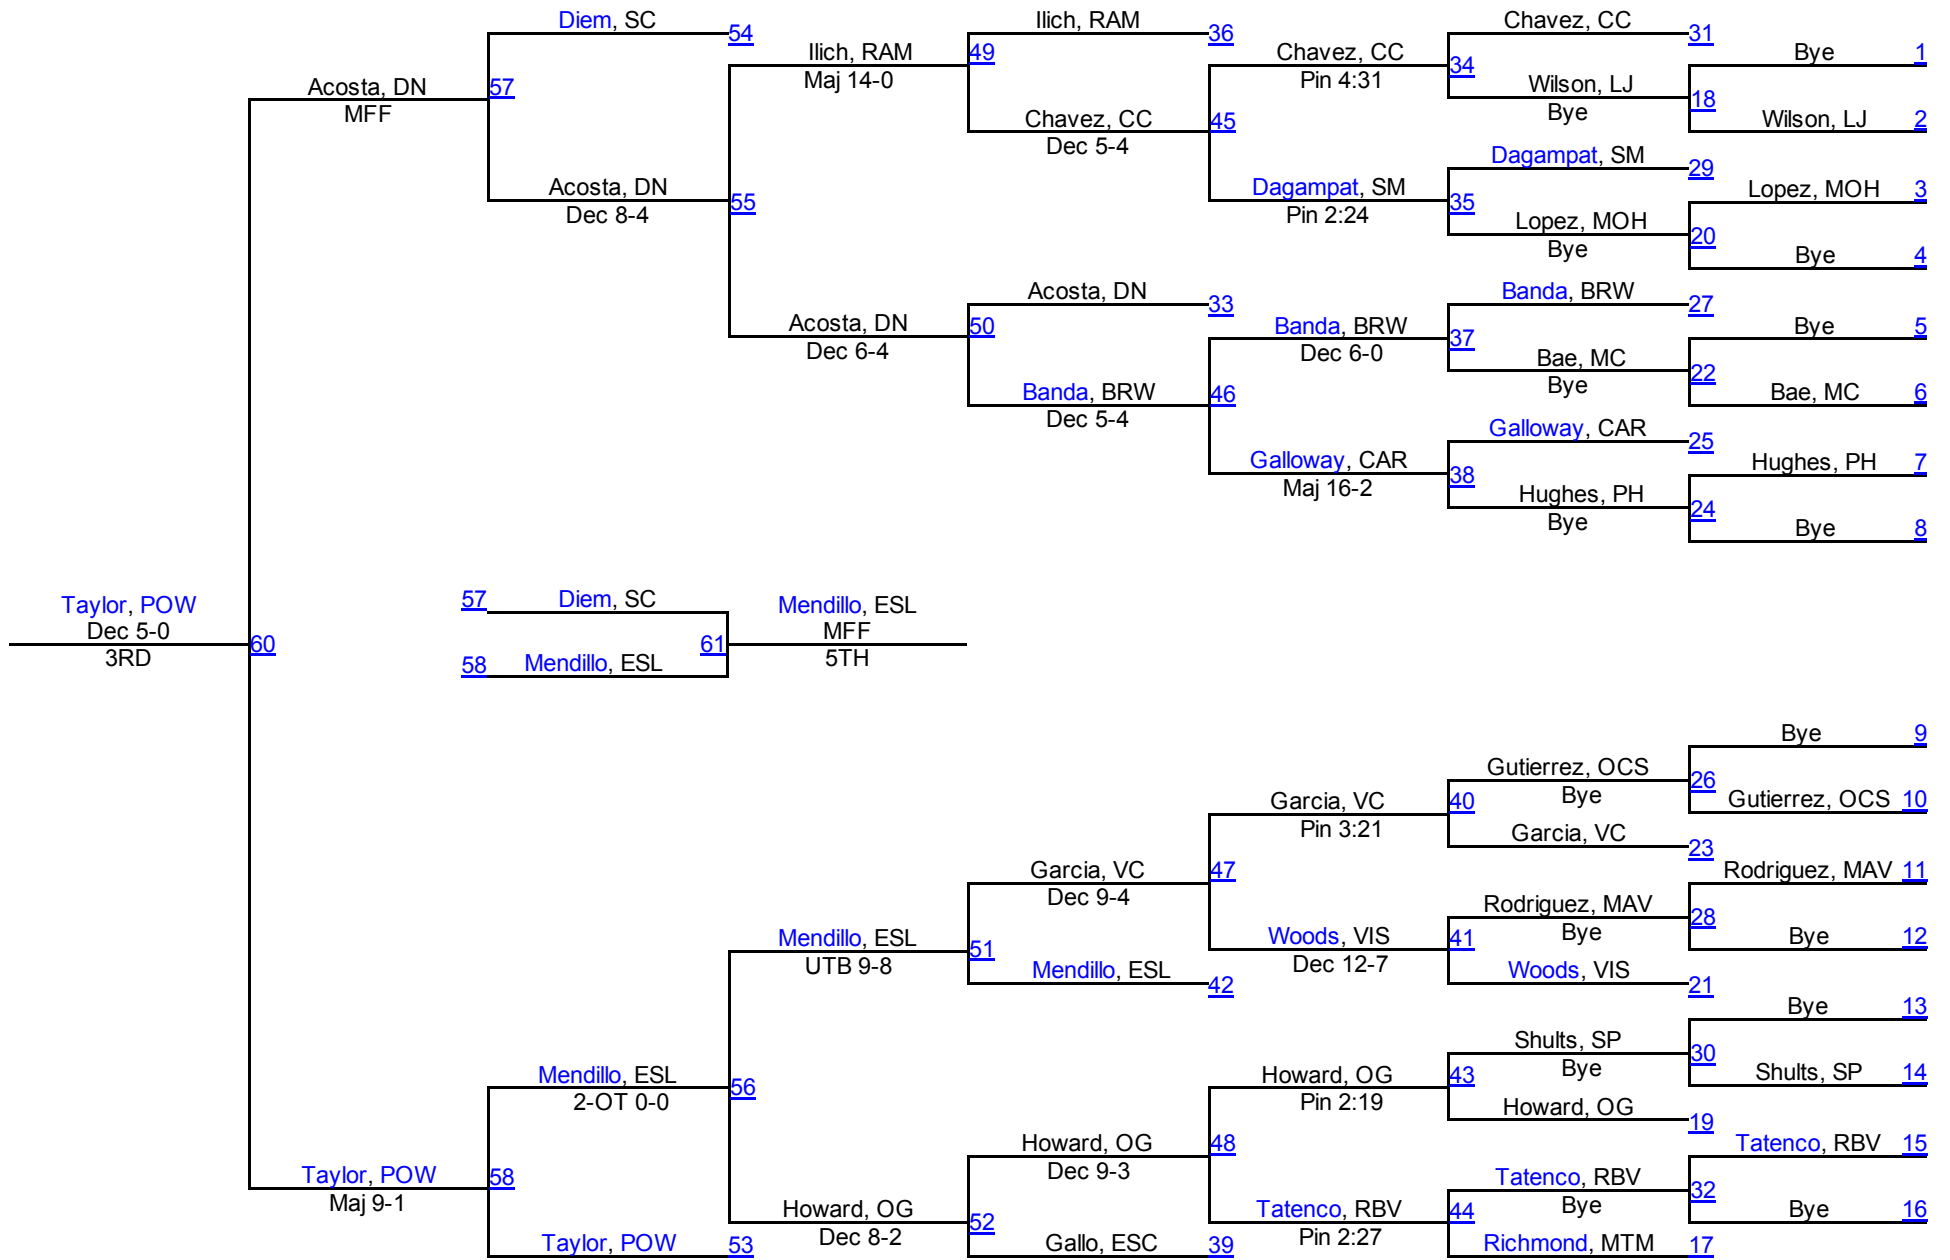 Diem, SC
54
Ilich, RAM
36
Chavez, CC
31
Ilich, RAM
Maj 14-0
49
Chavez, CC
Pin 4:31
34
Bye
1
Acosta, DN
MFF
57
Wilson, LJ
Bye
18
Wilson, LJ
2
Chavez, CC
Dec 5-4
45
Dagampat, SM
29
Acosta, DN
Dec 8-4
55
Dagampat, SM
Pin 2:24
35
Lopez, MOH
3
Lopez, MOH
Bye
20
Bye
4
Acosta, DN
33
Banda, BRW
27
Acosta, DN
Dec 6-4
50
Banda, BRW
Dec 6-0
37
Bye
5
Bae, MC
Bye
22
Bae, MC
6
Banda, BRW
Dec 5-4
46
Galloway, CAR
25
Galloway, CAR
Maj 16-2
38
Hughes, PH
7
Hughes, PH
Bye
24
Bye
8
Taylor, POW
Dec 5-0
3RD
60
57
Diem, SC
58
Mendillo, ESL
61
Mendillo, ESL
MFF
5TH
Bye
9
Gutierrez, OCS
Bye
26
Gutierrez, OCS
10
Garcia, VC
Pin 3:21
40
Garcia, VC
23
Garcia, VC
Dec 9-4
47
Rodriguez, MAV
11
Rodriguez, MAV
Bye
28
Bye
12
Mendillo, ESL
UTB 9-8
51
Woods, VIS
Dec 12-7
41
Mendillo, ESL
42
Woods, VIS
21
Bye
13
Shults, SP
Bye
30
Shults, SP
14
Mendillo, ESL
2-OT 0-0
56
Howard, OG
Pin 2:19
43
Howard, OG
19
Howard, OG
Dec 9-3
48
Tatenco, RBV
15
Taylor, POW
Maj 9-1
58
Tatenco, RBV
Bye
32
Howard, OG
Dec 8-2
52
Tatenco, RBV
Pin 2:27
44
Bye
16
Taylor, POW
53
Gallo, ESC
39
Richmond, MTM
17